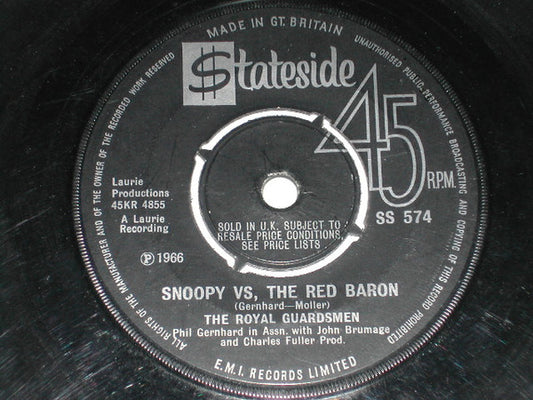 MADE IN GT. BRITAIN
ALL RIGHTS OF THE MANUFACTURER AND OF THE OWNER OF THE RECORDED WORK RESERVED
UNAUTHORISED PUBLIC PERFORMANCE BROADCASTING AND COPYING OF THIS RECORD PROHIBITED
$tateside
45
R.P.M.
Laurie
Productions
45KR 4855
SS 574
A Laurie
Recording
SOLD IN U.K. SUBJECT TO
RESALE PRICE CONDITIONS,
SEE PRICE LISTS
Ⓟ 1966
SNOOPY VS, THE RED BARON
(Gernhard—Moller)
THE ROYAL GUARDSMEN
Phil Gernhard in Assn. with John Brumage
and Charles Fuller Prod.
E.M.I. RECORDS LIMITED